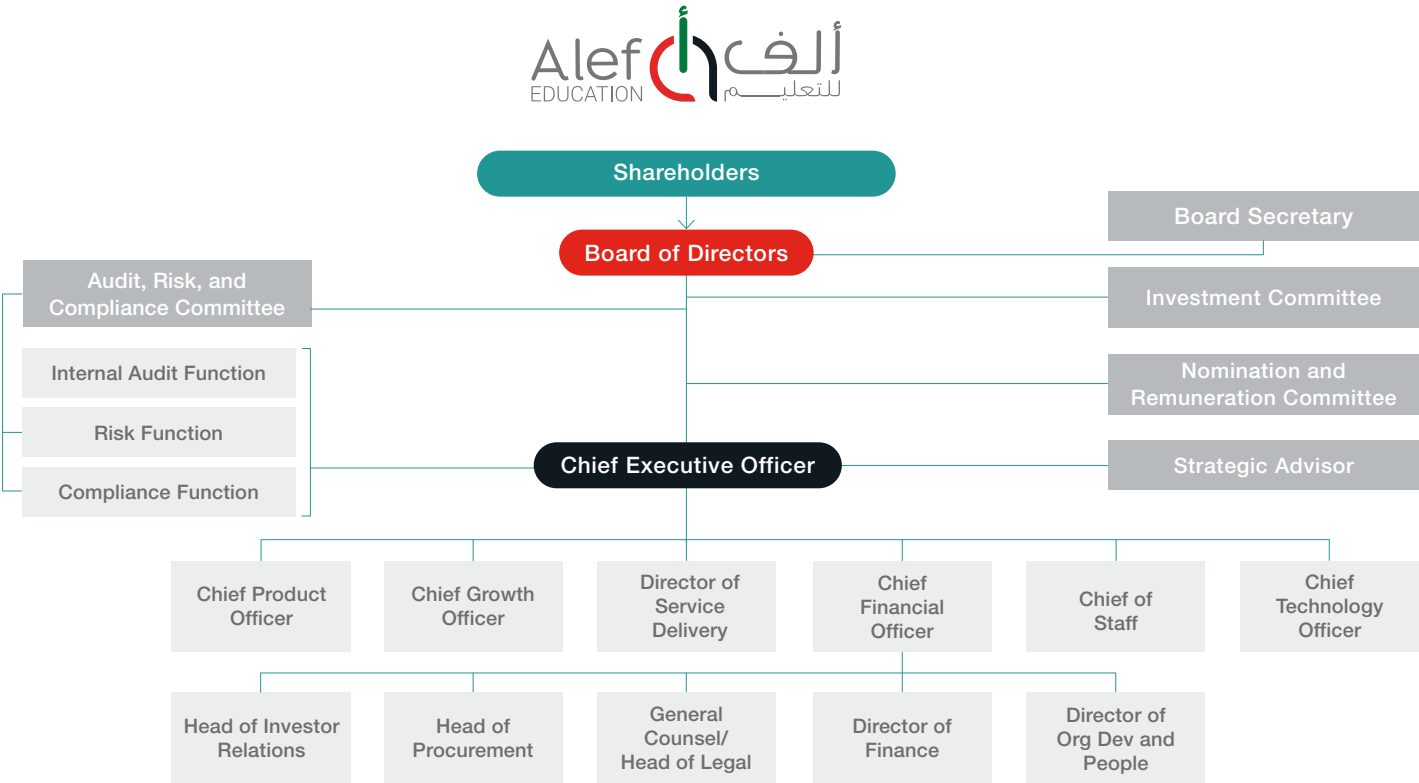 Alef
EDUCATION
ألف
للتعليـــم
Shareholders
Board of Directors
Board Secretary
Audit, Risk, and
Compliance Committee
Investment Committee
Internal Audit Function
Nomination and
Remuneration Committee
Risk Function
Chief Executive Officer
Strategic Advisor
Compliance Function
Chief Product
Officer
Chief Growth
Officer
Director of
Service
Delivery
Chief
Financial
Officer
Chief of
Staff
Chief
Technology
Officer
Head of Investor
Relations
Head of
Procurement
General
Counsel/
Head of Legal
Director of
Finance
Director of
Org Dev and
People